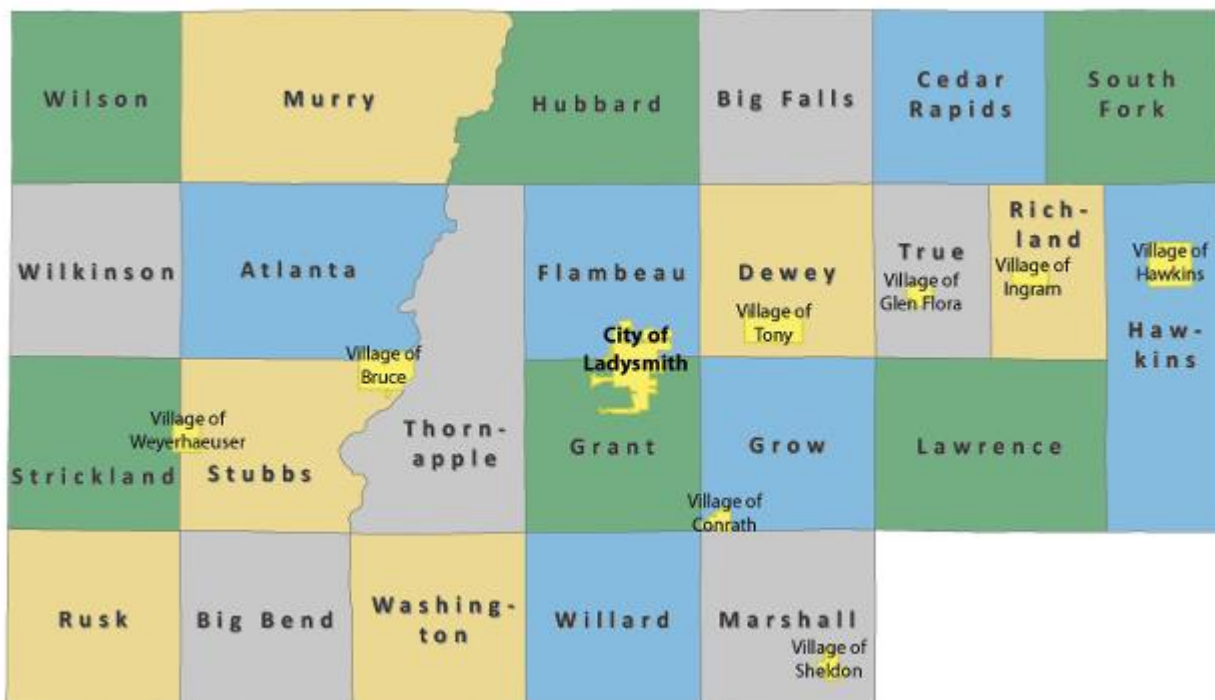 Wilson
Murry
Hubbard
Big Falls
Cedar
Rapids
South
Fork
Wilkinson
Atlanta
Flambeau
Dewey
True
Rich-
land
Village of
Glen Flora
Village of
Ingram
Village of
Hawkins
Haw-
kins
Village of
Tony
City of
Ladysmith
Village of
Bruce
Village of
Weyerhaeuser
Strickland
Stubbs
Thorn-
apple
Grant
Grow
Lawrence
Village of
Conrath
Rusk
Big Bend
Washing-
ton
Willard
Marshall
Village of
Sheldon